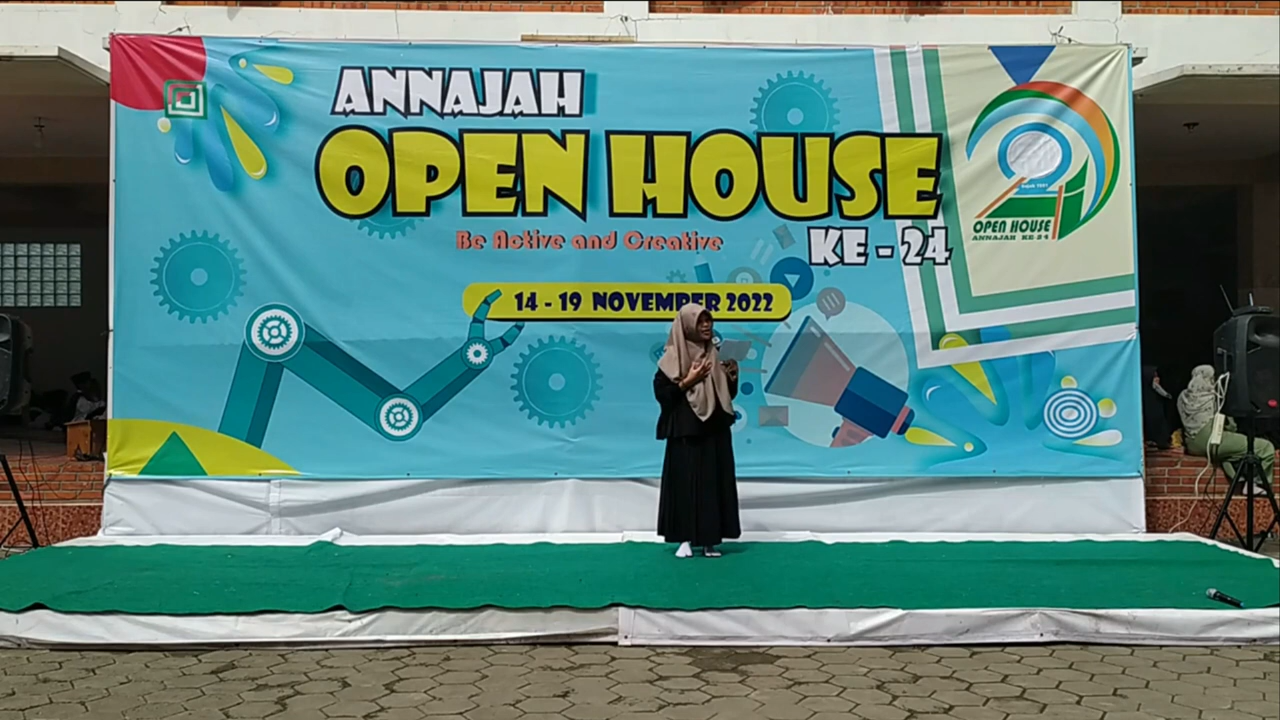 ANNAJAH
OPEN HOUSE
KE - 24
Be Active and Creative
14 - 19 NOVEMBER 2022
OPEN HOUSE
ANNAJAH KE-24